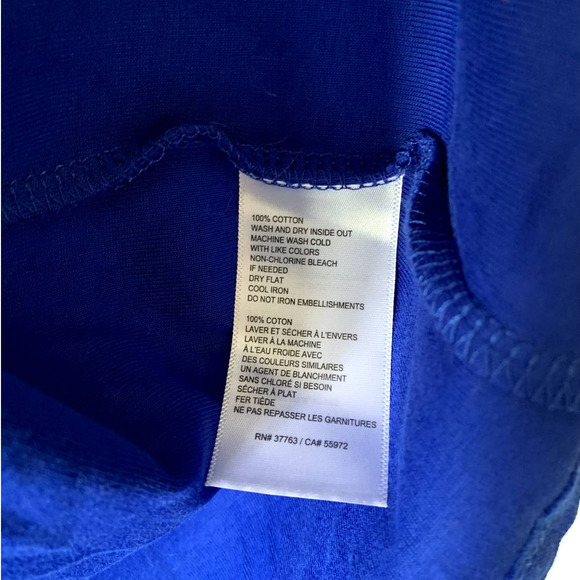 100% COTTON
WASH AND DRY INSIDE OUT
MACHINE WASH COLD
WITH LIKE COLORS
NON-CHLORINE BLEACH
IF NEEDED
DRY FLAT
COOL IRON
DO NOT IRON EMBELLISHMENTS
100% COTON
LAVER ET SÉCHER À L'ENVERS
LAVER À LA MACHINE
À L'EAU FROIDE AVEC
DES COULEURS SIMILAIRES
UN AGENT DE BLANCHIMENT
SANS CHLORÉ SI BESOIN
SÉCHER À PLAT
FER TIÈDE
NE PAS REPASSER LES GARNITURES
RN# 37763 / CA# 55972